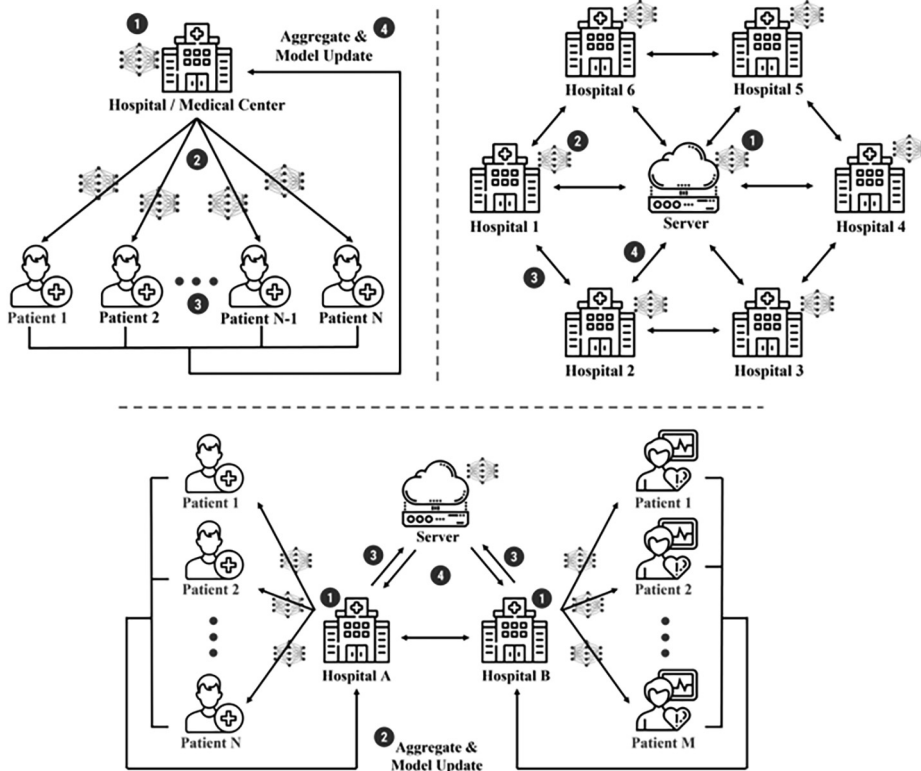 1
4
Aggregate &
Model Update
Hospital / Medical Center
2
Patient 1
Patient 2
3
Patient N-1
Patient N
Hospital 6
Hospital 5
2
1
Hospital 1
Server
Hospital 4
3
4
Hospital 2
Hospital 3
Patient 1
Patient 2
Patient N
Server
3
3
4
1
1
Hospital A
Hospital B
2
Aggregate &
Model Update
Patient 1
Patient 2
Patient M